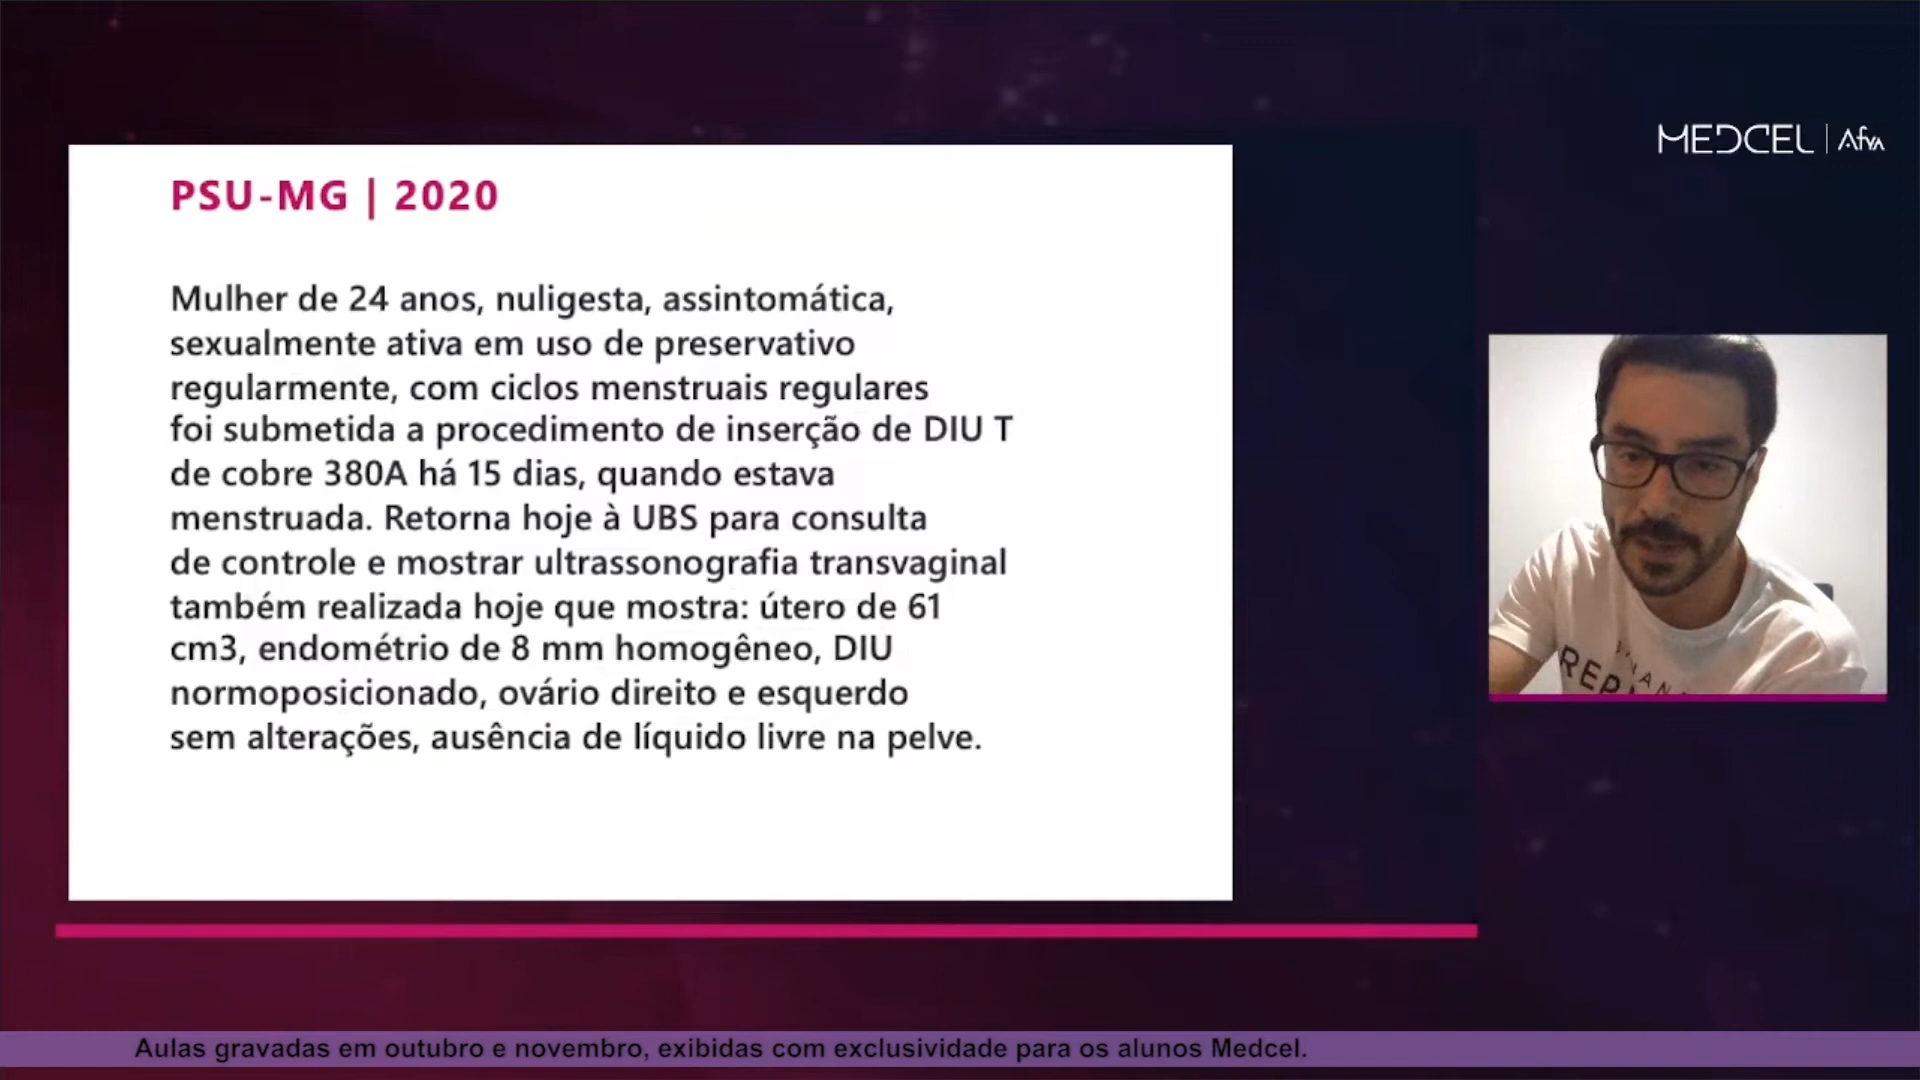 MEDCEL | Afya
PSU-MG | 2020
Mulher de 24 anos, nuligesta, assintomática,
sexualmente ativa em uso de preservativo
regularmente, com ciclos menstruais regulares
foi submetida a procedimento de inserção de DIU T
de cobre 380A há 15 dias, quando estava
menstruada. Retorna hoje à UBS para consulta
de controle e mostrar ultrassonografia transvaginal
também realizada hoje que mostra: útero de 61
cm3, endométrio de 8 mm homogêneo, DIU
normoposicionado, ovário direito e esquerdo
sem alterações, ausência de líquido livre na pelve.
Aulas gravadas em outubro e novembro, exibidas com exclusividade para os alunos Medcel.